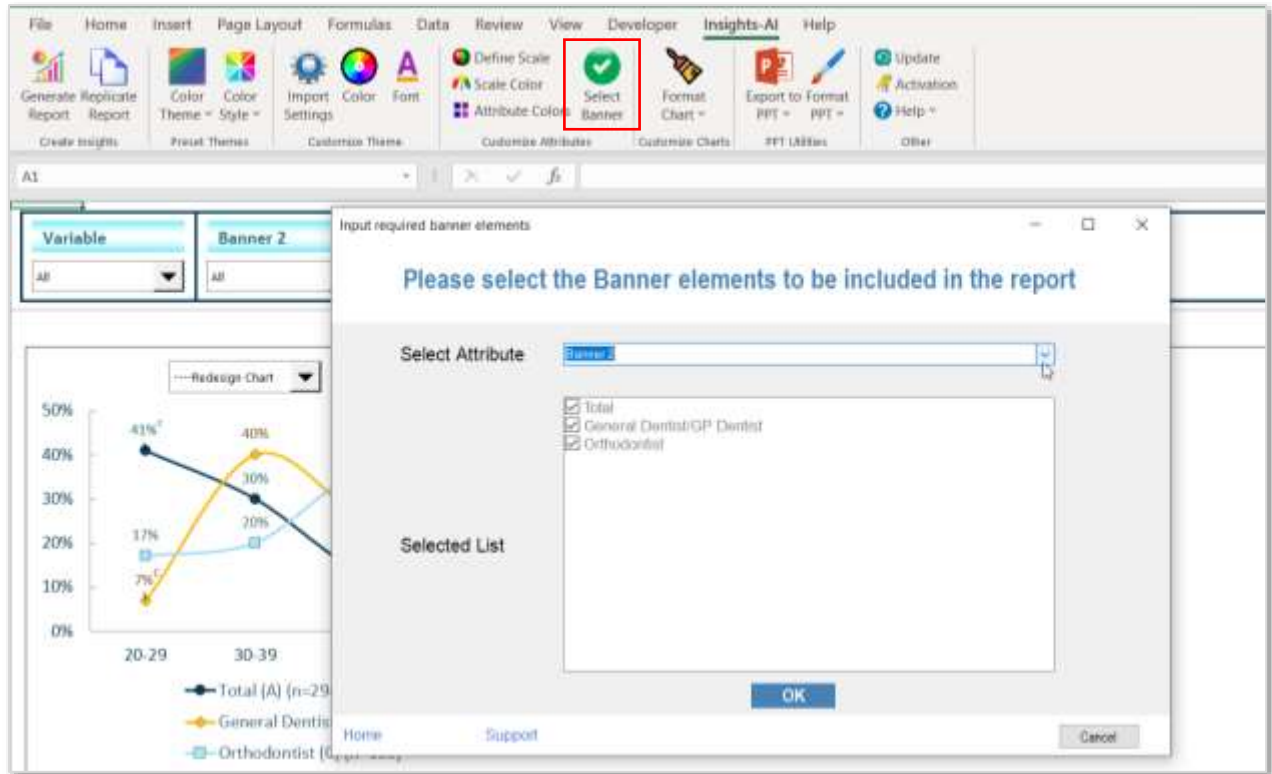 File Home Insert Page Layout Formulas Data Review View Developer Insights-AI Help
Generate Report
Replicate Report
Color Theme
Color Style
Import Settings
Color
Font
Define Scale
Scale Color
Attribute Colors
Select Banner
Format Chart
Export to PPT
Format PPT
Update
Activation
Help
Create Insights Preset Themes Customize Theme Customize Attributes Customize Charts PPT Utilities Other
A1 fx
Variable
Banner 2
All
All
Input required banner elements
Please select the Banner elements to be included in the report
Select Attribute
Banner 2
Total
General Dentist/GP Dentist
Orthodontist
Selected List
OK
Home Support Cancel
----Redesign Chart
50%
40%
30%
20%
10%
0%
41%
40%
30%
20%
17%
7%C
20-29 30-39
Total (A) (n=29
General Dentis
Orthodontist